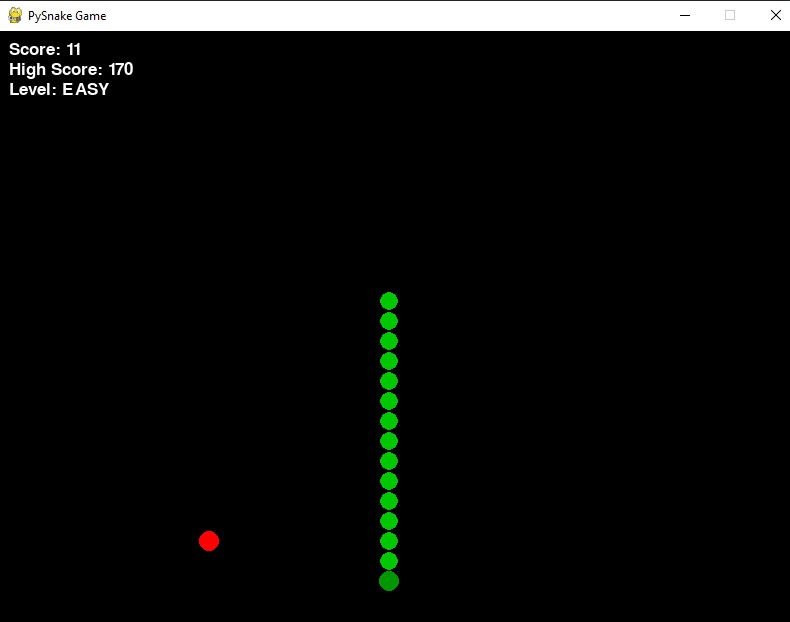 PySnake Game
Score: 11
High Score: 170
Level: EASY